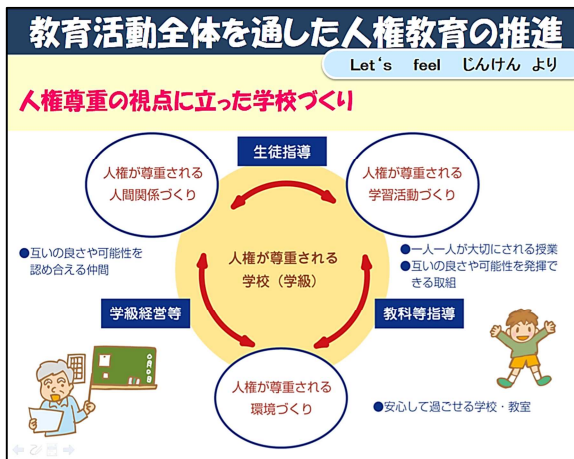 教育活動全体を通した人権教育の推進
Let‘s feel じんけん より
人権尊重の視点に立った学校づくり
生徒指導
人権が尊重される
人間関係づくり
人権が尊重される
学習活動づくり
●互いの良さや可能性を
認め合える仲間
人権が尊重される
学校（学級）
●一人一人が大切にされる授業
●互いの良さや可能性を発揮で
きる取組
学級経営等
教科等指導
人権が尊重される
環境づくり
●安心して過ごせる学校・教室